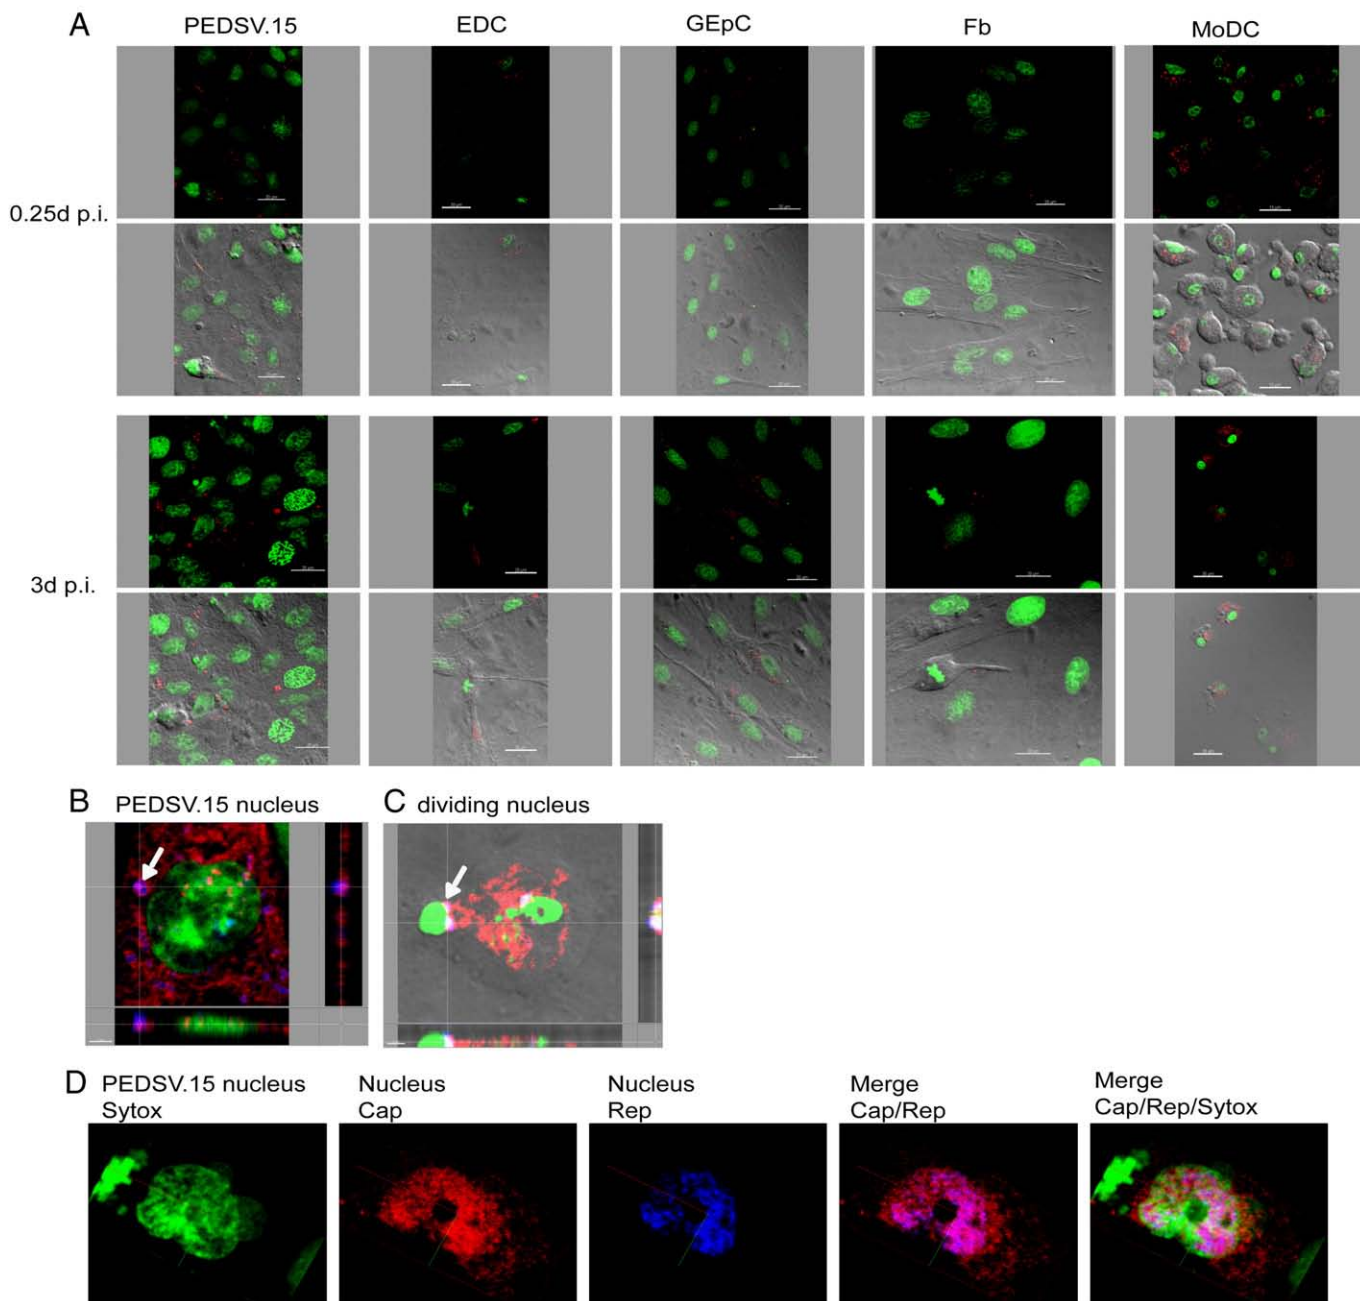 A PEDSV.15 EDC GEpC Fb MoDC
0.25d p.i.
3d p.i.
B PEDSV.15 nucleus C dividing nucleus
D PEDSV.15 nucleus Nucleus Nucleus Merge Merge
Sytox Cap Rep Cap/Rep Cap/Rep/Sytox